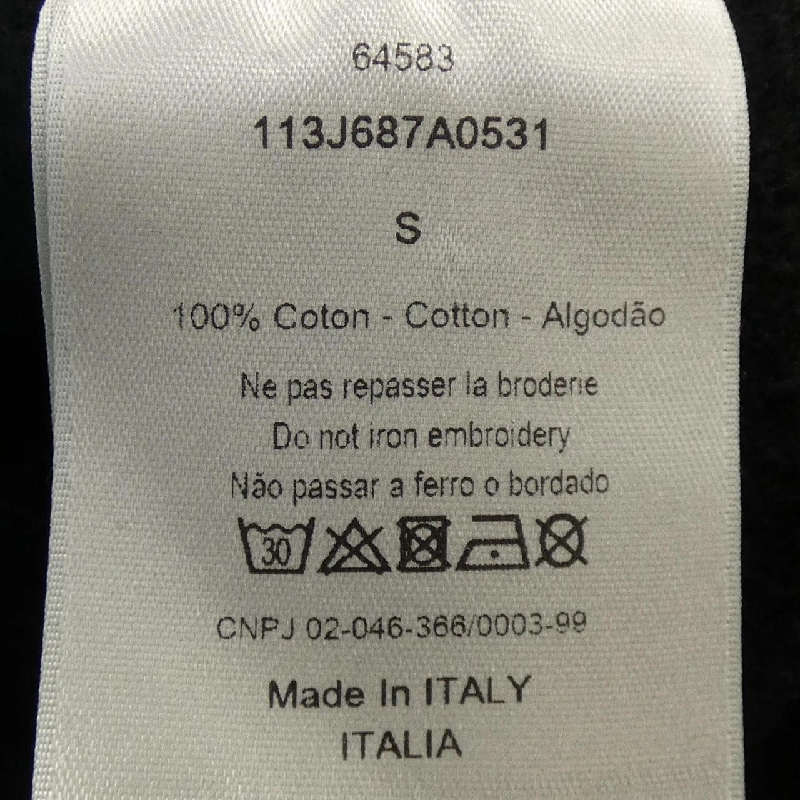 64583
113J687A0531
S
100% Coton - Cotton - Algodão
Ne pas repasser la broderie
Do not iron embroidery
Não passar a ferro o bordado
30
CNPJ 02-046-366/0003-99
Made In ITALY
ITALIA